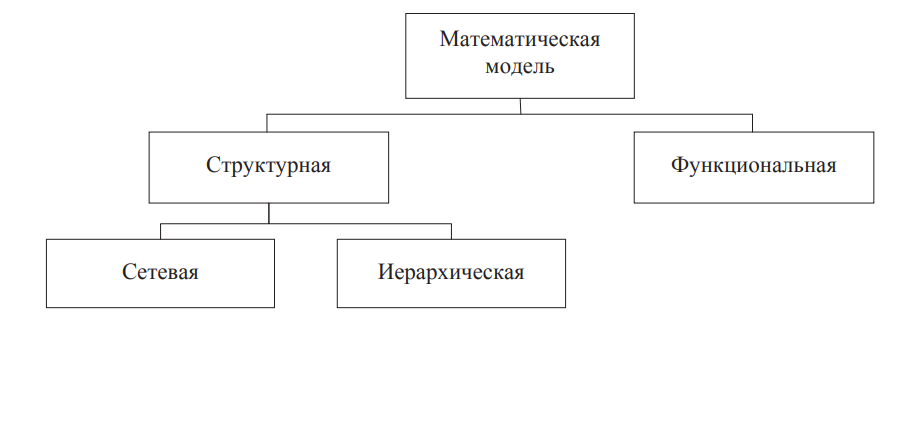 Математическая
модель
Структурная
Функциональная
Сетевая
Иерархическая